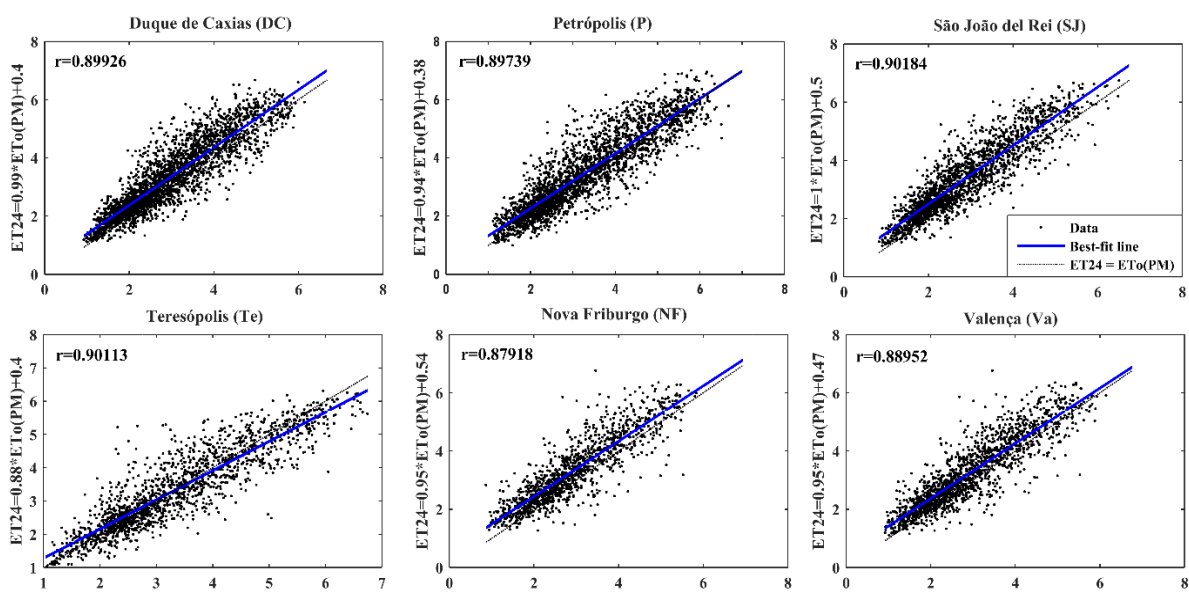 Duque de Caxias (DC)
ET24=0.99*ETo(PM)+0.4
r=0.89926
8
6
4
2
0
0 2 4 6 8
Petrópolis (P)
ET24=0.94*ETo(PM)+0.38
r=0.89739
8
6
4
2
0
0 1 2 3 4 5 6 7 8
São João del Rei (SJ)
ET24=1*ETo(PM)+0.5
r=0.90184
8
6
4
2
0
Data
Best-fit line
ET24 = ETo(PM)
0 2 4 6 8
Teresópolis (Te)
ET24=0.88*ETo(PM)+0.4
r=0.90113
8
7
6
5
4
3
2
1
1 2 3 4 5 6 7
Nova Friburgo (NF)
ET24=0.95*ETo(PM)+0.54
r=0.87918
8
6
4
2
0
0 2 4 6 8
Valença (Va)
ET24=0.95*ETo(PM)+0.47
r=0.88952
8
6
4
2
0
0 2 4 6 8